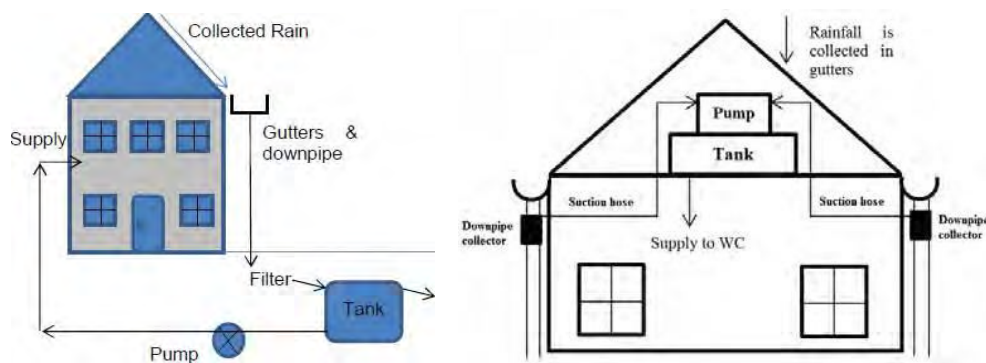 Collected Rain
Supply
Gutters &
downpipe
Filter
Tank
Pump
Rainfall is
collected in
gutters
Pump
Tank
Suction hose
Suction hose
Downpipe
collector
Downpipe
collector
Supply to WC